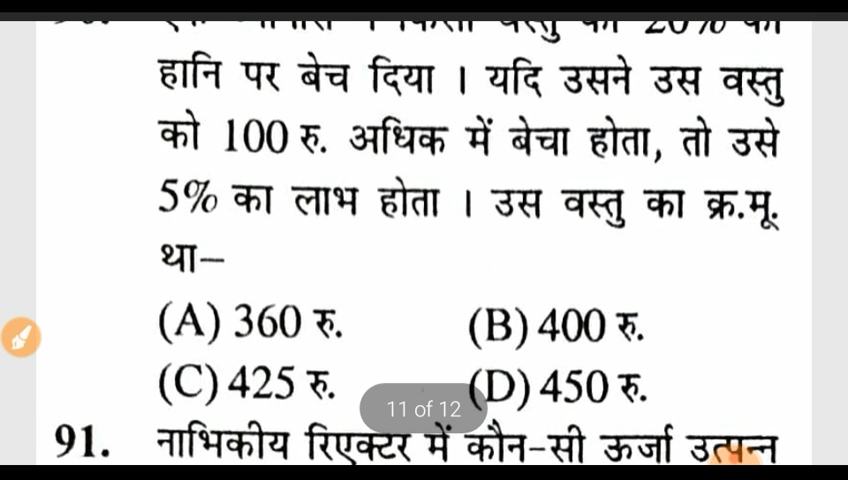 हानि पर बेच दिया । यदि उसने उस वस्तु
को 100 रु. अधिक में बेचा होता, तो उसे
5% का लाभ होता । उस वस्तु का क्र.मू.
था–
(A) 360 रु. (B) 400 रु.
(C) 425 रु. (D) 450 रु.
11 of 12
91. नाभिकीय रिएक्टर में कौन-सी ऊर्जा उत्पन्न